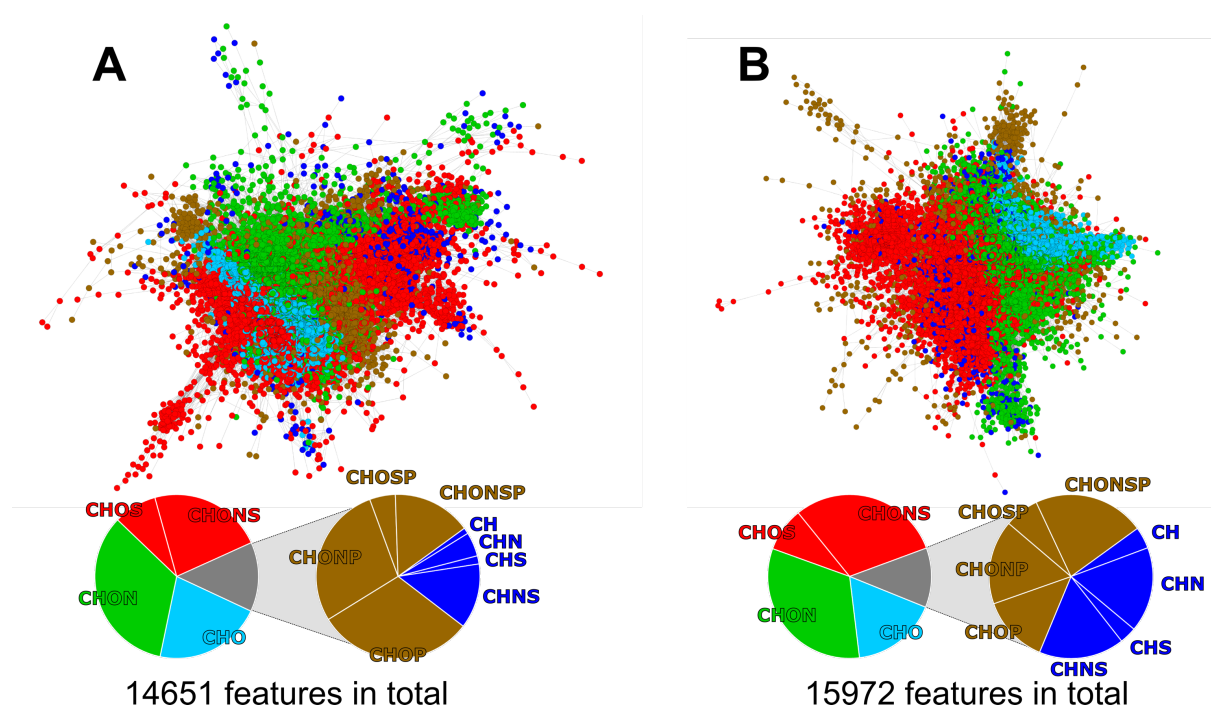 A
B
CHOSP
CHONSP
CHOS
CHONS
CH
CHN
CHS
CHONP
CHNS
CHON
CHO
CHOP
14651 features in total
CHONSP
CHOSP
CHONS
CHOS
CH
CHONP
CHN
CHON
CHO
CHOP
CHS
CHNS
15972 features in total